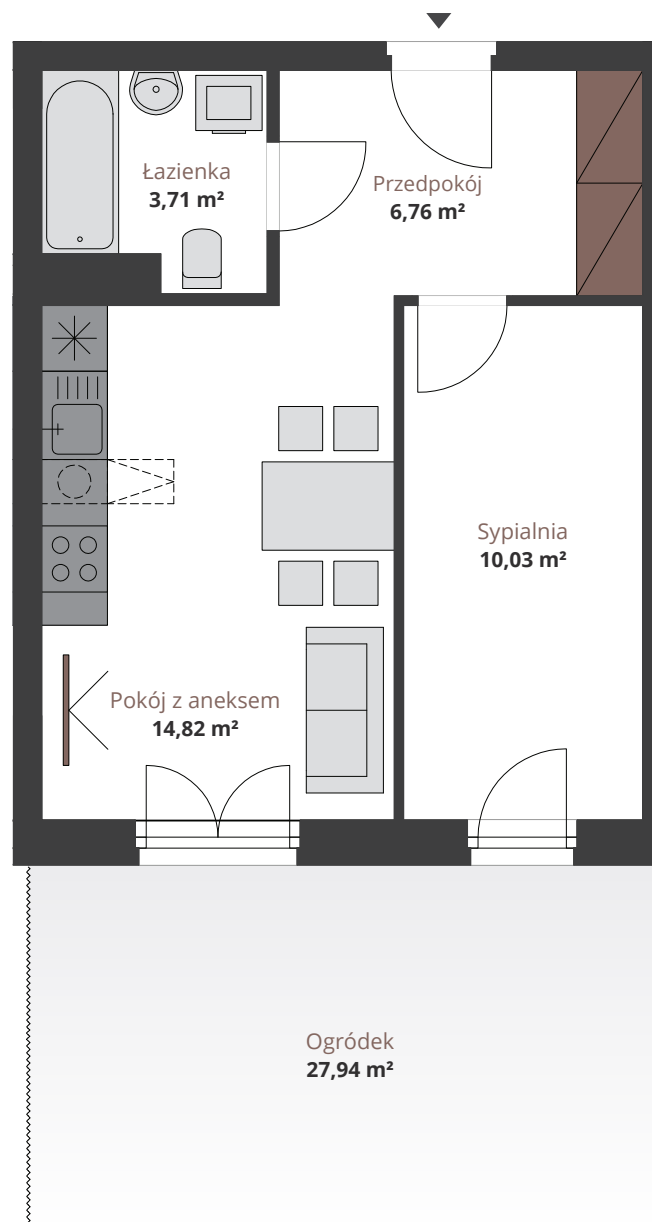 Łazienka
3,71 m²
Przedpokój
6,76 m²
Sypialnia
10,03 m²
Pokój z aneksem
14,82 m²
Ogródek
27,94 m²